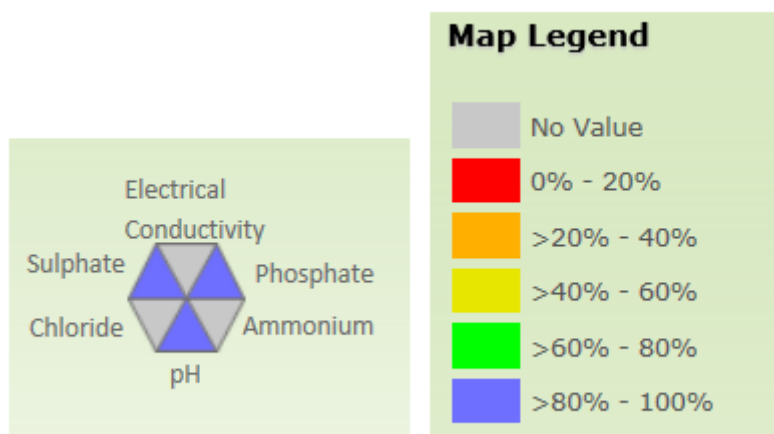 Electrical
Conductivity
Sulphate
Phosphate
Chloride
Ammonium
pH
Map Legend
No Value
0% - 20%
>20% - 40%
>40% - 60%
>60% - 80%
>80% - 100%